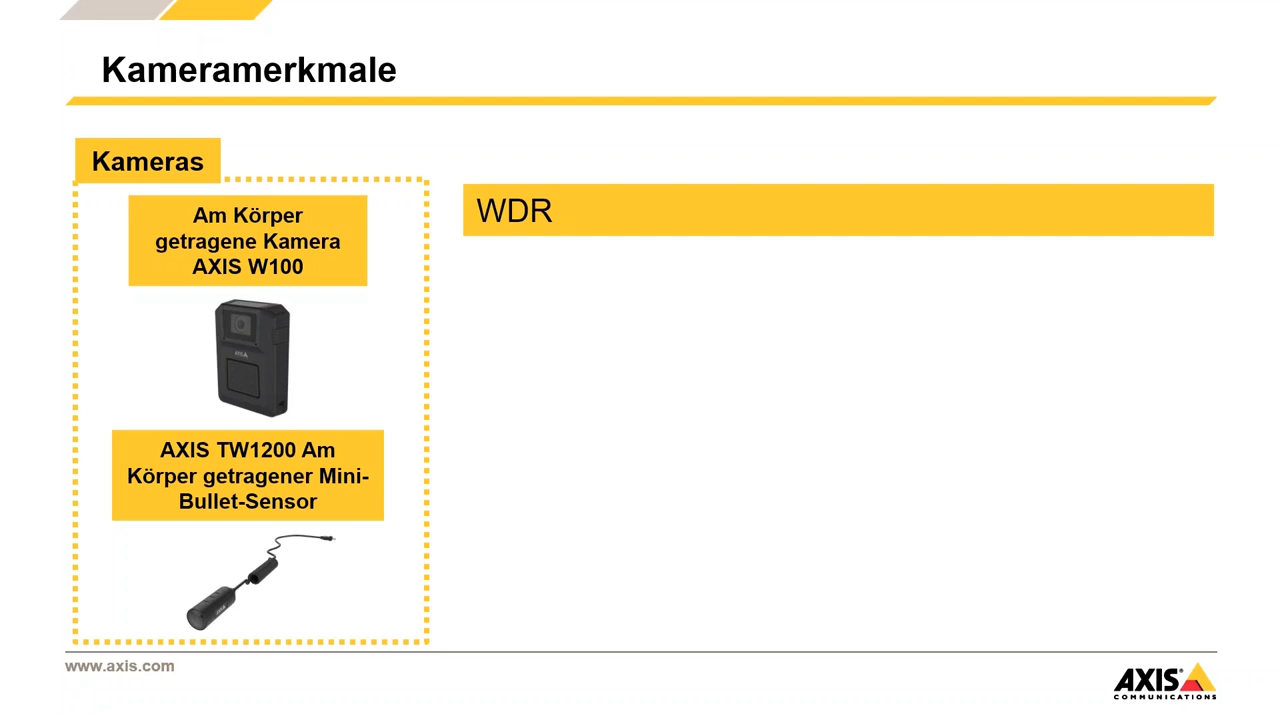 Kameramerkmale
Kameras
Am Körper
getragene Kamera
AXIS W100
AXIS TW1200 Am
Körper getragener Mini-
Bullet-Sensor
WDR
www.axis.com
AXIS
COMMUNICATIONS